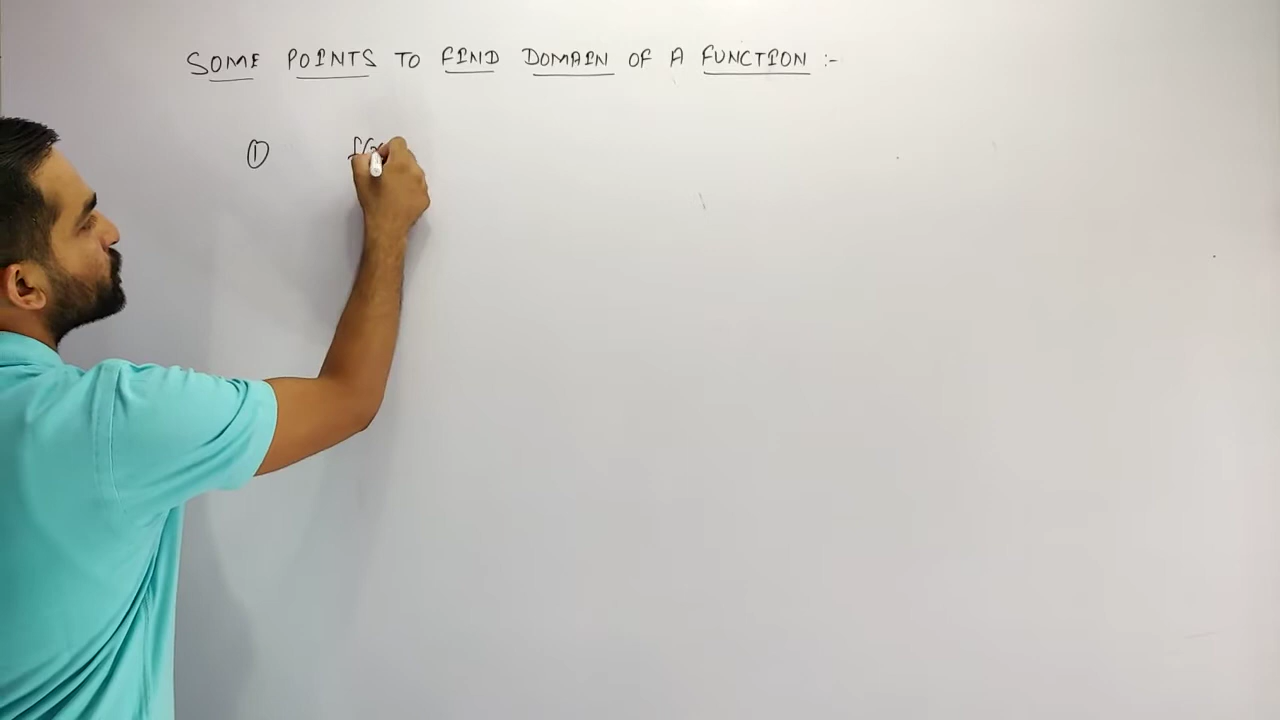 SOME POINTS TO FIND DOMAIN OF A FUNCTION :-
① f(x